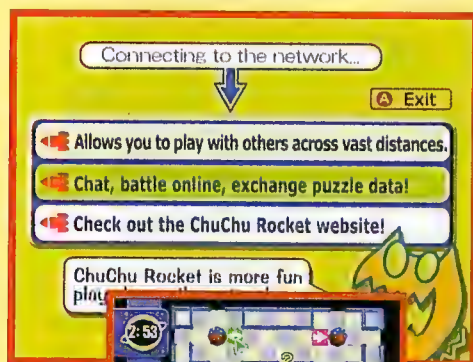 Connecting to the network...
A Exit
Allows you to play with others across vast distances.
Chat, battle online, exchange puzzle data!
Check out the ChuChu Rocket website!
ChuChu Rocket is more fun
2:53
?